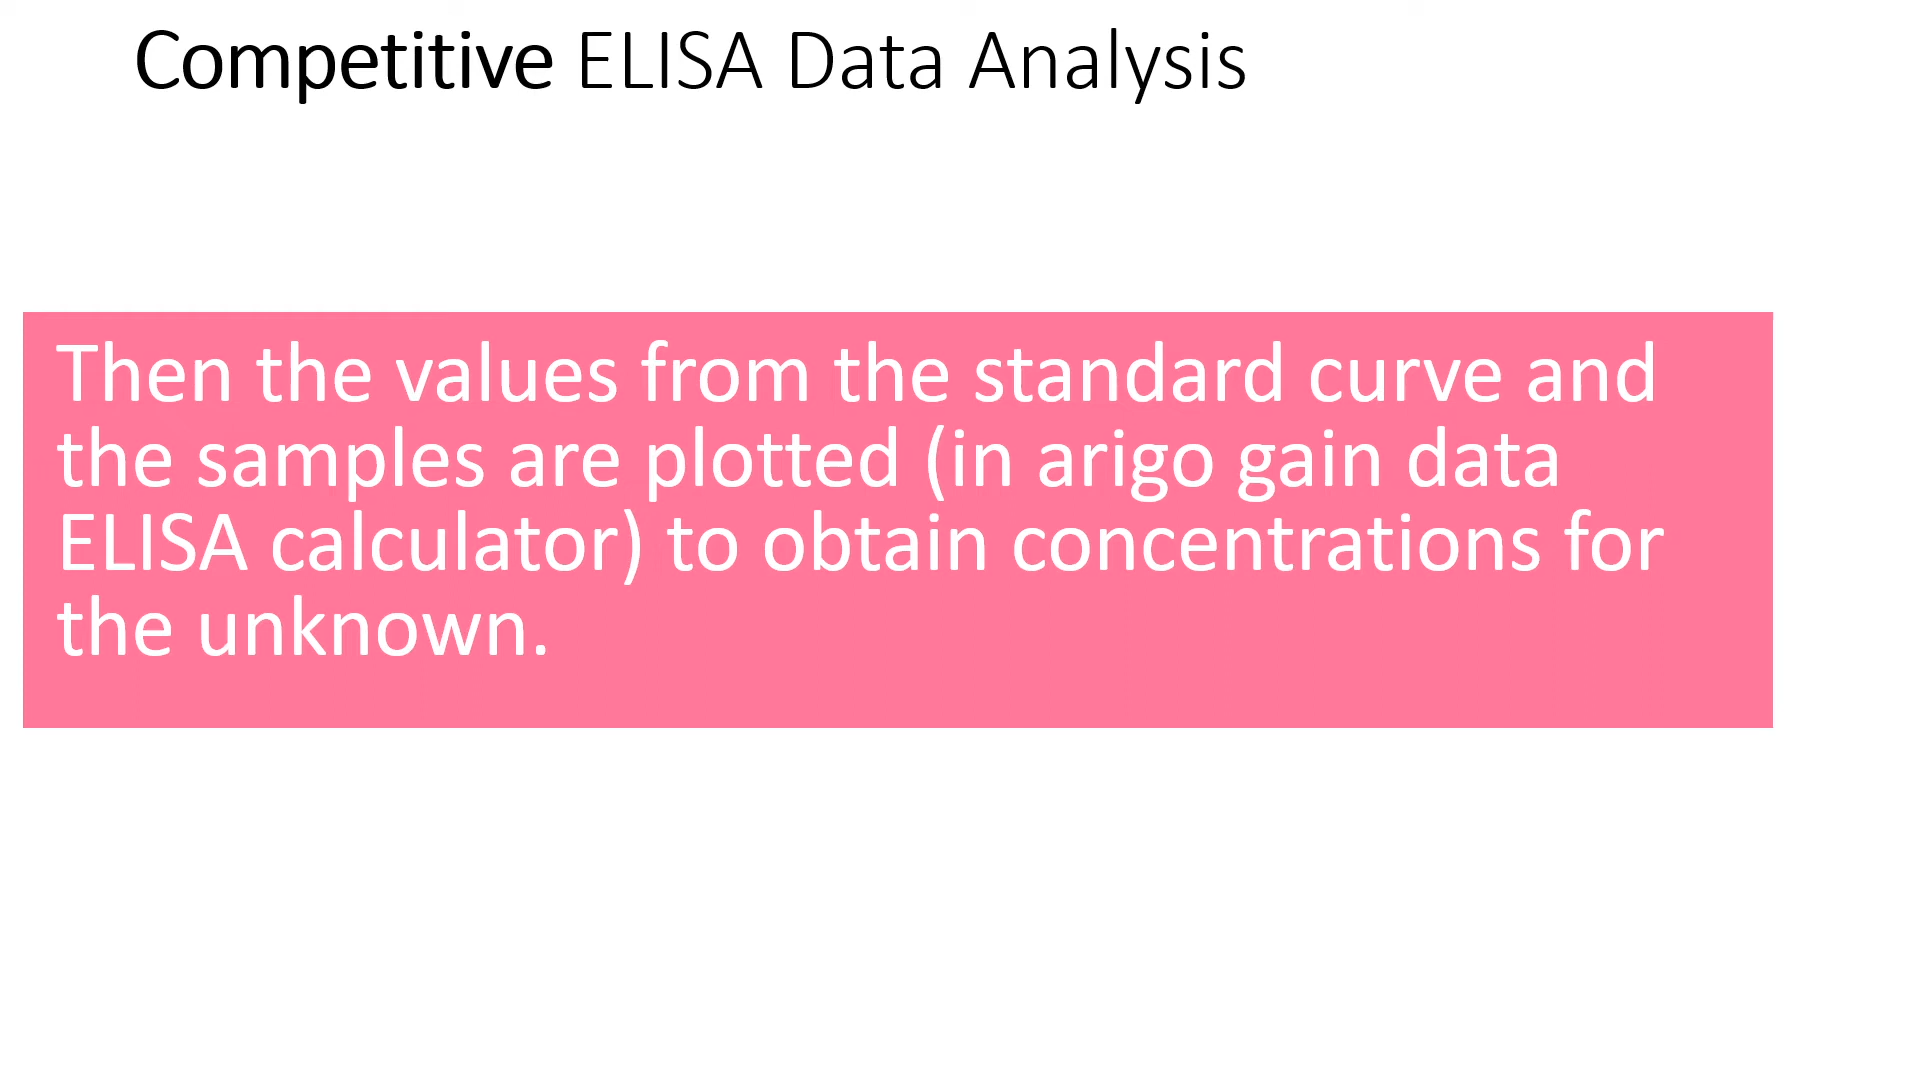 Competitive ELISA Data Analysis
Then the values from the standard curve and
the samples are plotted (in arigo gain data
ELISA calculator) to obtain concentrations for
the unknown.